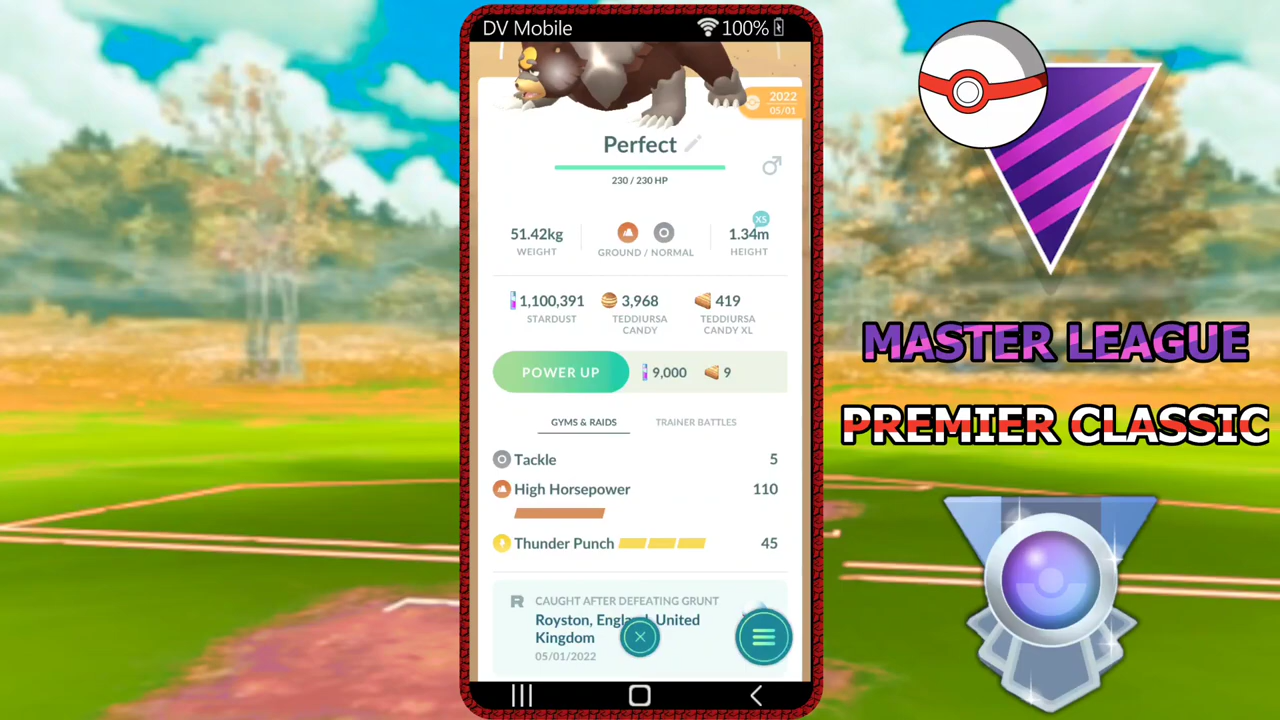 DV Mobile
100%
2022
05/01
Perfect
230 / 230 HP
XS
51.42kg
1.34m
WEIGHT
GROUND / NORMAL
HEIGHT
1,100,391
3,968
419
STARDUST
TEDDIURSA
CANDY
TEDDIURSA
CANDY XL
POWER UP
9,000
9
GYMS & RAIDS
TRAINER BATTLES
Tackle
5
High Horsepower
110
Thunder Punch
45
R
CAUGHT AFTER DEFEATING GRUNT
Royston, England, United
Kingdom
05/01/2022
MASTER LEAGUE
PREMIER CLASSIC